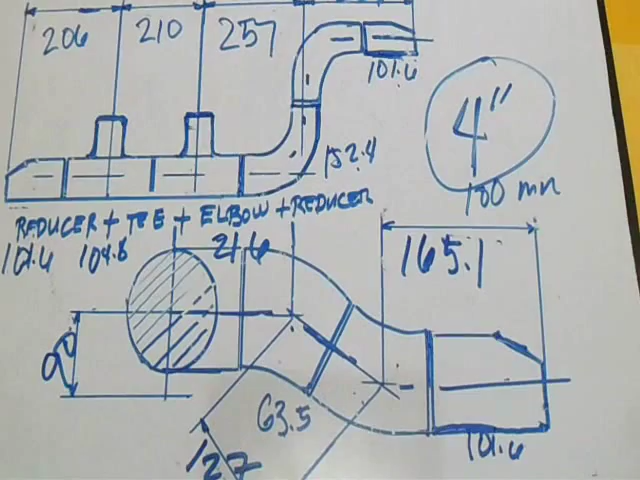 206 210 257
101.6
4"
100 mm
152.4
REDUCER + TEE + ELBOW + REDUCER
101.6 104.8 216
165.1
90
63.5
127
101.6